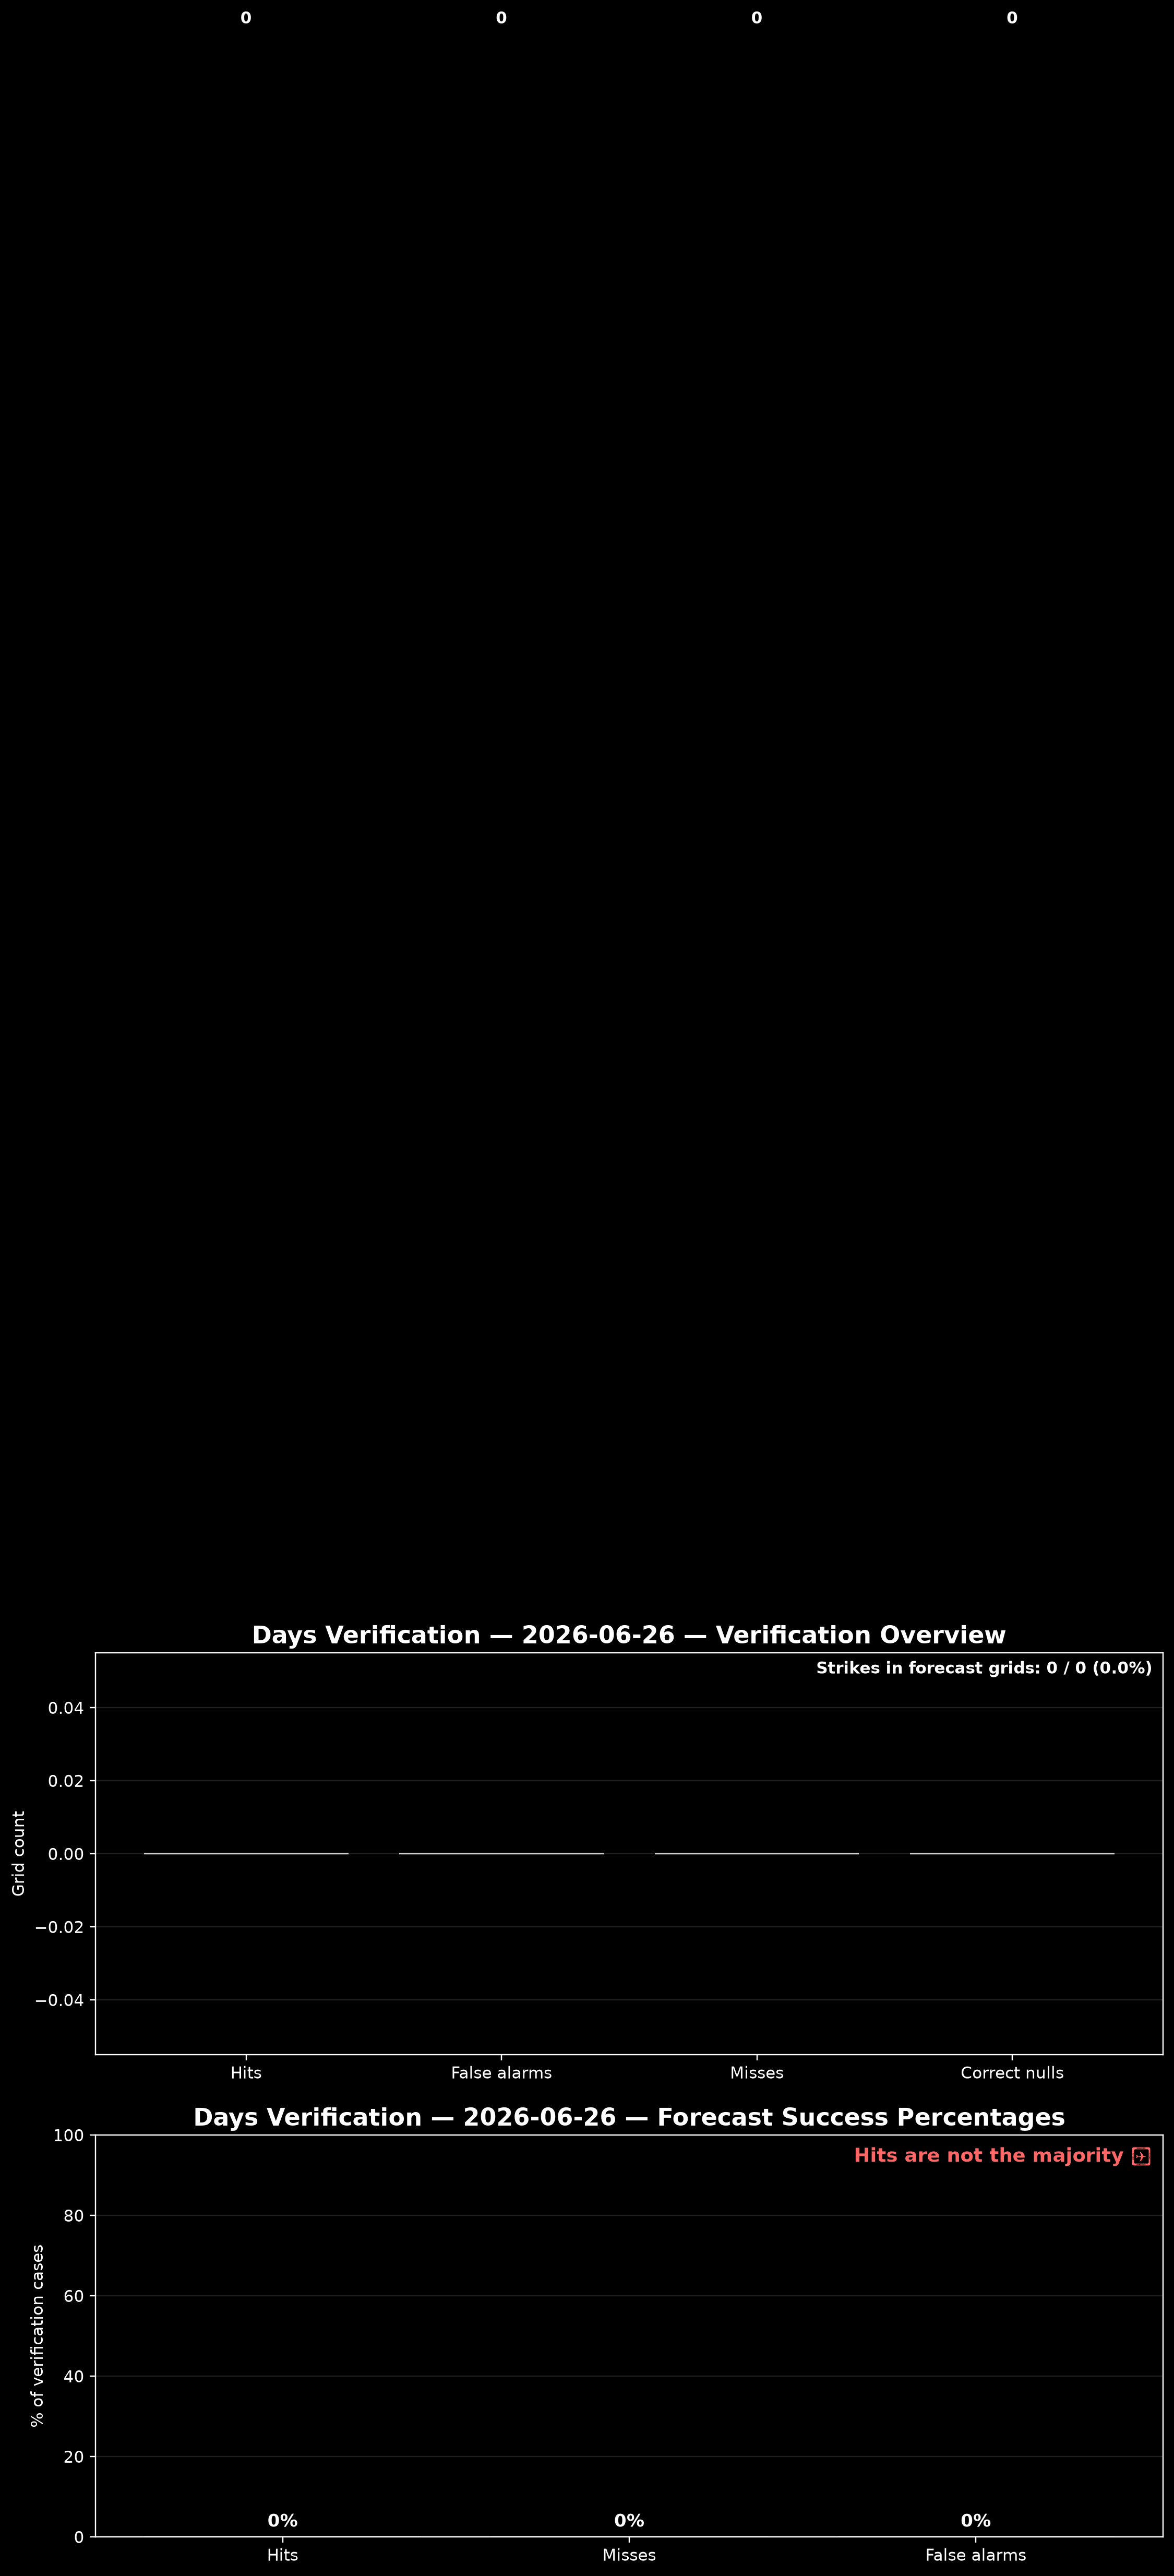 0 0 0 0
Days Verification — 2026-06-26 — Verification Overview
Strikes in forecast grids: 0 / 0 (0.0%)
0.04
0.02
0.00
−0.02
−0.04
Grid count
Hits False alarms Misses Correct nulls
Days Verification — 2026-06-26 — Forecast Success Percentages
Hits are not the majority
100
80
60
40
20
0
% of verification cases
0% 0% 0%
Hits Misses False alarms